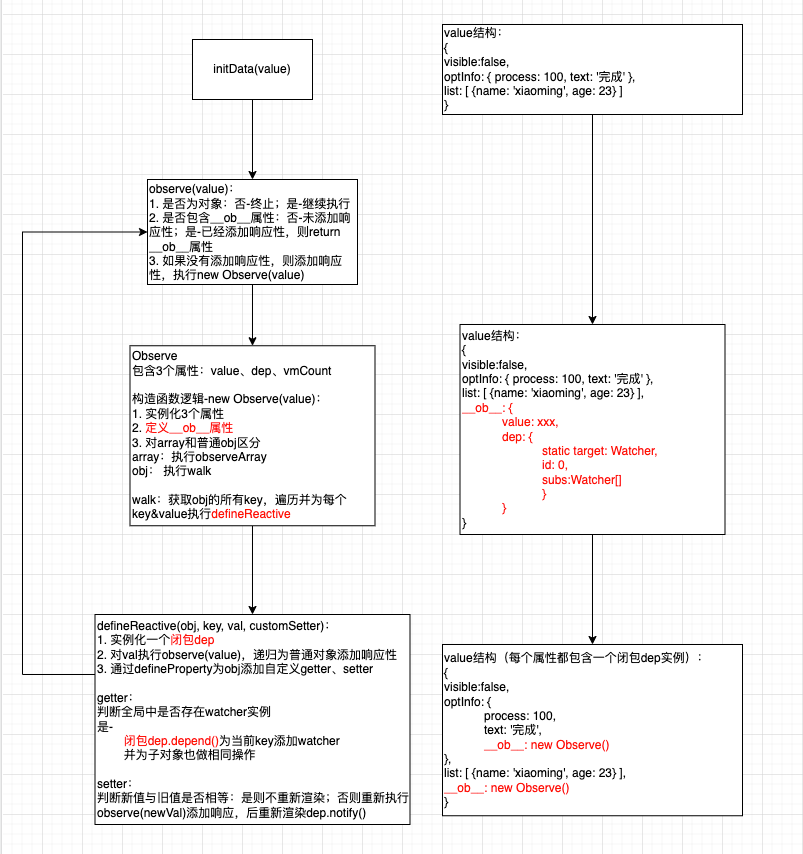 initData(value)
observe(value)：
1. 是否为对象：否-终止；是-继续执行
2. 是否包含__ob__属性：否-未添加响
应性；是-已经添加响应性，则return
__ob__属性
3. 如果没有添加响应性，则添加响应
性，执行new Observe(value)
Observe
包含3个属性：value、dep、vmCount
构造函数逻辑-new Observe(value)：
1. 实例化3个属性
2. 定义__ob__属性
3. 对array和普通obj区分
array：执行observeArray
obj： 执行walk
walk：获取obj的所有key，遍历并为每个
key&value执行defineReactive
defineReactive(obj, key, val, customSetter)：
1. 实例化一个闭包dep
2. 对val执行observe(value)，递归为普通对象添加响应性
3. 通过defineProperty为obj添加自定义getter、setter
getter：
判断全局中是否存在watcher实例
是-
闭包dep.depend()为当前key添加watcher
并为子对象也做相同操作
setter：
判断新值与旧值是否相等：是则不重新渲染；否则重新执行
observe(newVal)添加响应，后重新渲染dep.notify()
value结构：
{
visible:false,
optInfo: { process: 100, text: '完成' },
list: [ {name: 'xiaoming', age: 23} ]
}
value结构：
{
visible:false,
optInfo: { process: 100, text: '完成' },
list: [ {name: 'xiaoming', age: 23} ],
__ob__: {
value: xxx,
dep: {
static target: Watcher,
id: 0,
subs:Watcher[]
}
}
}
value结构（每个属性都包含一个闭包dep实例）：
{
visible:false,
optInfo: {
process: 100,
text: '完成',
__ob__: new Observe()
},
list: [ {name: 'xiaoming', age: 23} ],
__ob__: new Observe()
}